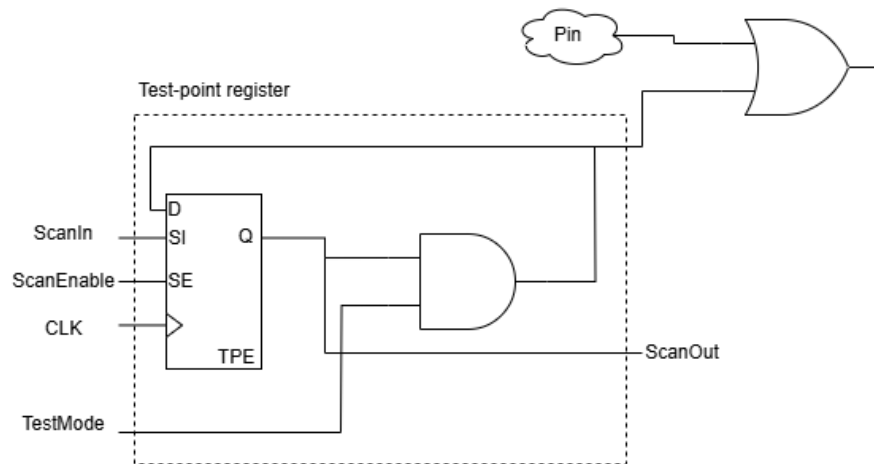 Pin
Test-point register
D
ScanIn
SI
Q
ScanEnable
SE
CLK
TPE
ScanOut
TestMode